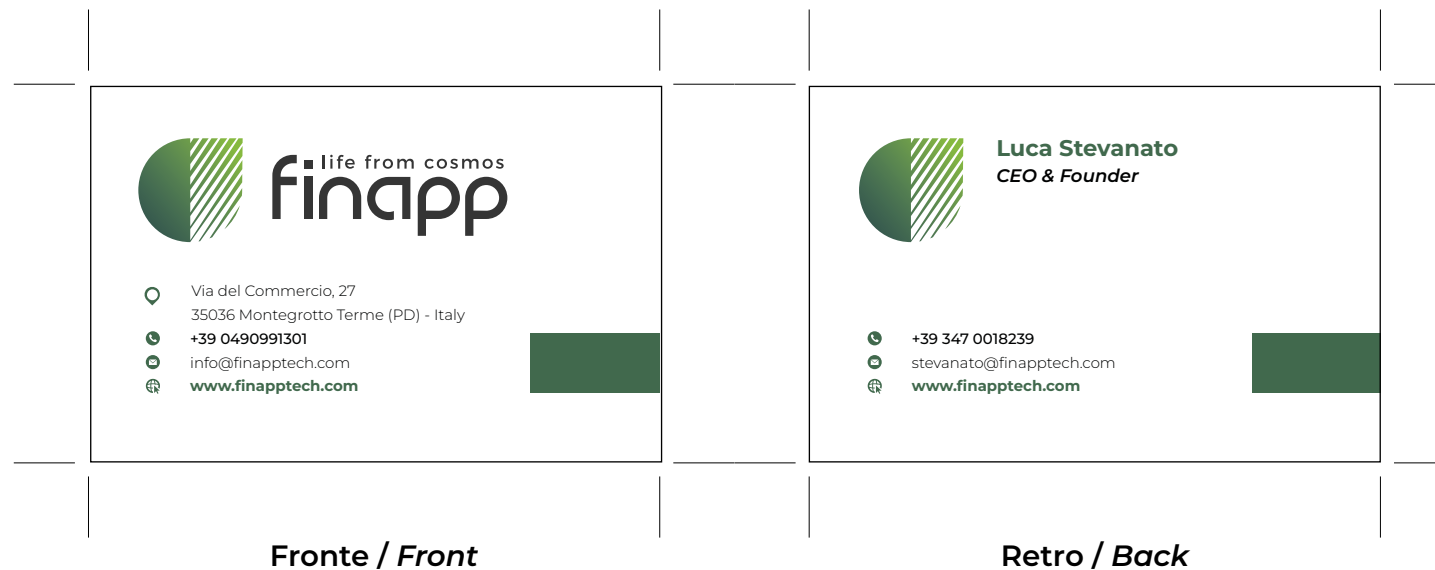 life from cosmos
finapp
Via del Commercio, 27
35036 Montegrotto Terme (PD) - Italy
+39 0490991301
info@finapptech.com
www.finapptech.com
Fronte / Front
Luca Stevanato
CEO & Founder
+39 347 0018239
stevanato@finapptech.com
www.finapptech.com
Retro / Back